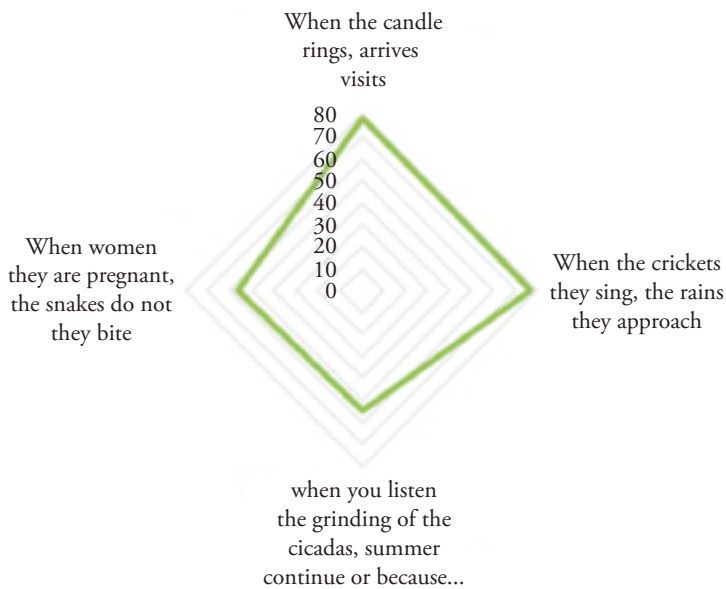 When the candle
rings, arrives
visits
80
70
60
50
40
30
20
10
0
When women
they are pregnant,
the snakes do not
they bite
When the crickets
they sing, the rains
they approach
when you listen
the grinding of the
cicadas, summer
continue or because...